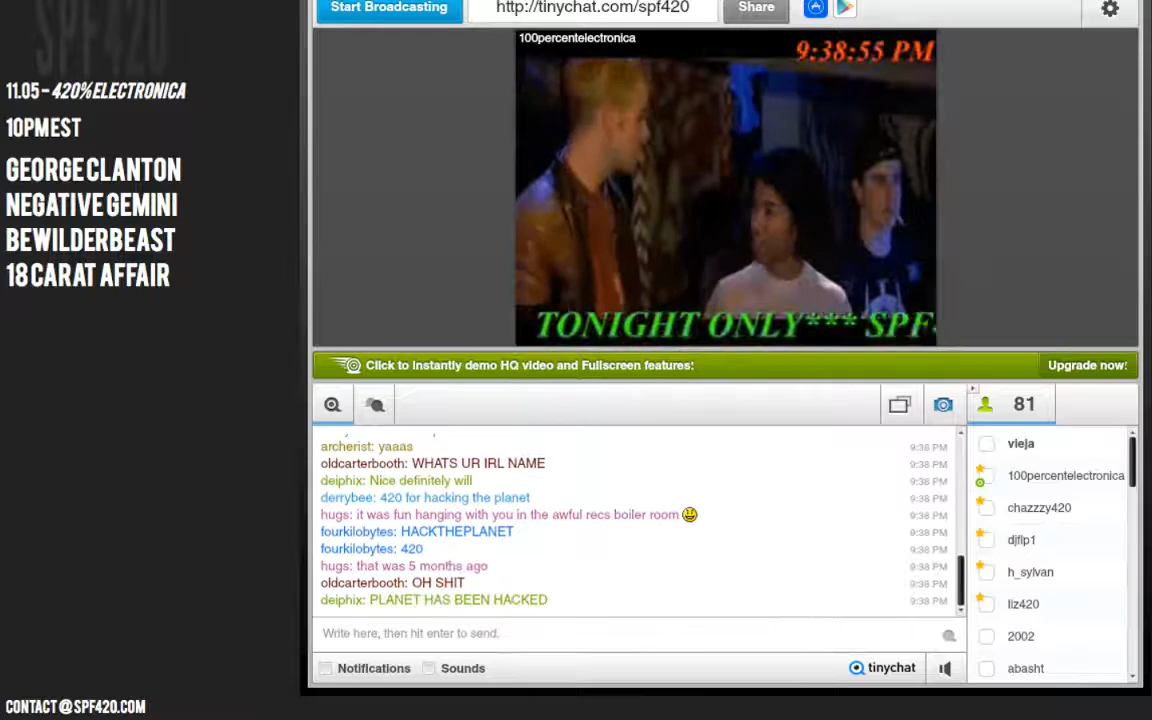 SPF420
11.05 – 420%ELECTRONICA
10PM EST
GEORGE CLANTON
NEGATIVE GEMINI
BEWILDERBEAST
18 CARAT AFFAIR
CONTACT@SPF420.COM
Start Broadcasting
http://tinychat.com/spf420
Share
100percentelectronica
9:38:55 PM
TONIGHT ONLY*** SPF
Click to instantly demo HQ video and Fullscreen features:
Upgrade now!
81
archerist: yaaas 9:38 PM
oldcarterbooth: WHATS UR IRL NAME 9:38 PM
deiphix: Nice definitely will 9:38 PM
derrybee: 420 for hacking the planet 9:38 PM
hugs: it was fun hanging with you in the awful recs boiler room 9:38 PM
fourkilobytes: HACKTHEPLANET 9:38 PM
fourkilobytes: 420 9:38 PM
hugs: that was 5 months ago 9:38 PM
oldcarterbooth: OH SHIT 9:38 PM
deiphix: PLANET HAS BEEN HACKED 9:38 PM
Write here, then hit enter to send.
Notifications
Sounds
tinychat
vieja
100percentelectronica
chazzzy420
djflp1
h_sylvan
liz420
2002
abasht